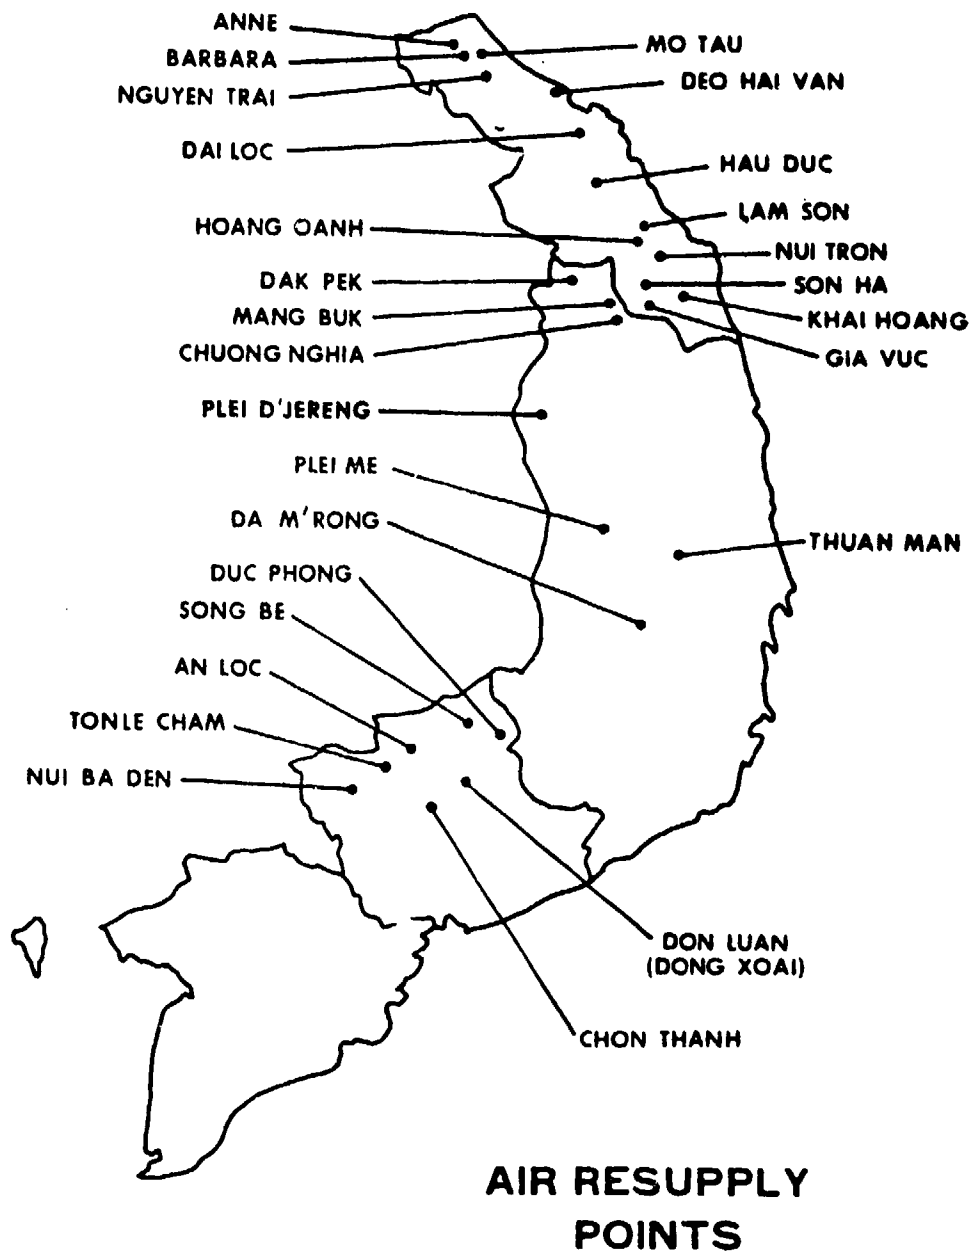 ANNE
BARBARA
NGUYEN TRAI
DAI LOC
HOANG OANH
DAK PEK
MANG BUK
CHUONG NGHIA
PLEI D'JERENG
PLEI ME
DA M'RONG
DUC PHONG
SONG BE
AN LOC
TONLE CHAM
NUI BA DEN
MO TAU
DEO HAI VAN
HAU DUC
LAM SON
NUI TRON
SON HA
KHAI HOANG
GIA VUC
THUAN MAN
DON LUAN
(DONG XOAI)
CHON THANH
AIR RESUPPLY
POINTS